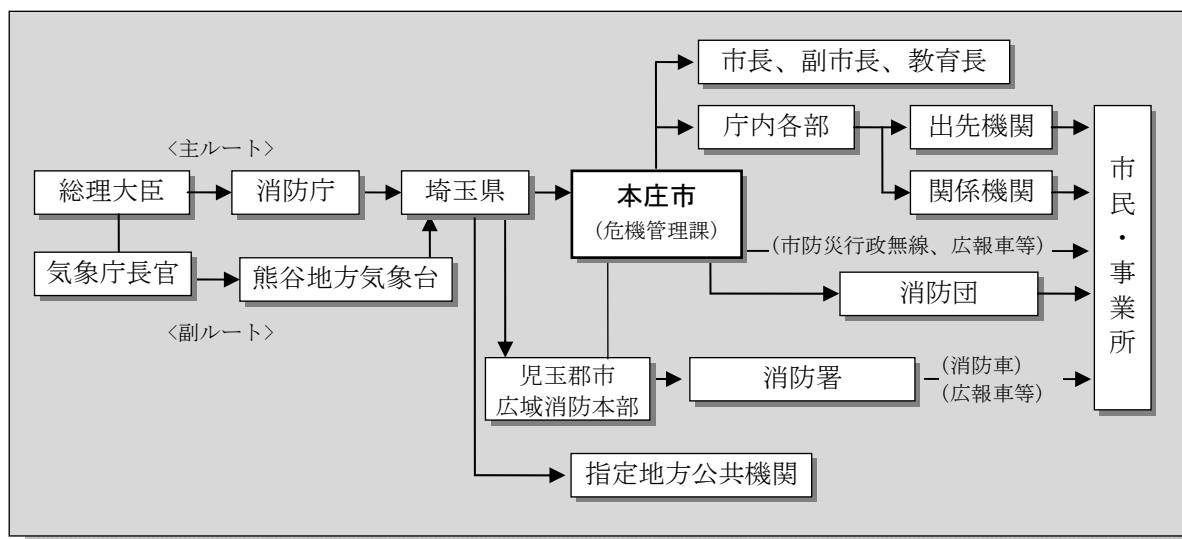 市長、副市長、教育長
庁内各部
出先機関
〈主ルート〉
総理大臣
消防庁
埼玉県
本庄市
(危機管理課)
関係機関
市民・事業所
(市防災行政無線、広報車等)
気象庁長官
熊谷地方気象台
消防団
〈副ルート〉
児玉郡市
広域消防本部
消防署
(消防車)
(広報車等)
指定地方公共機関